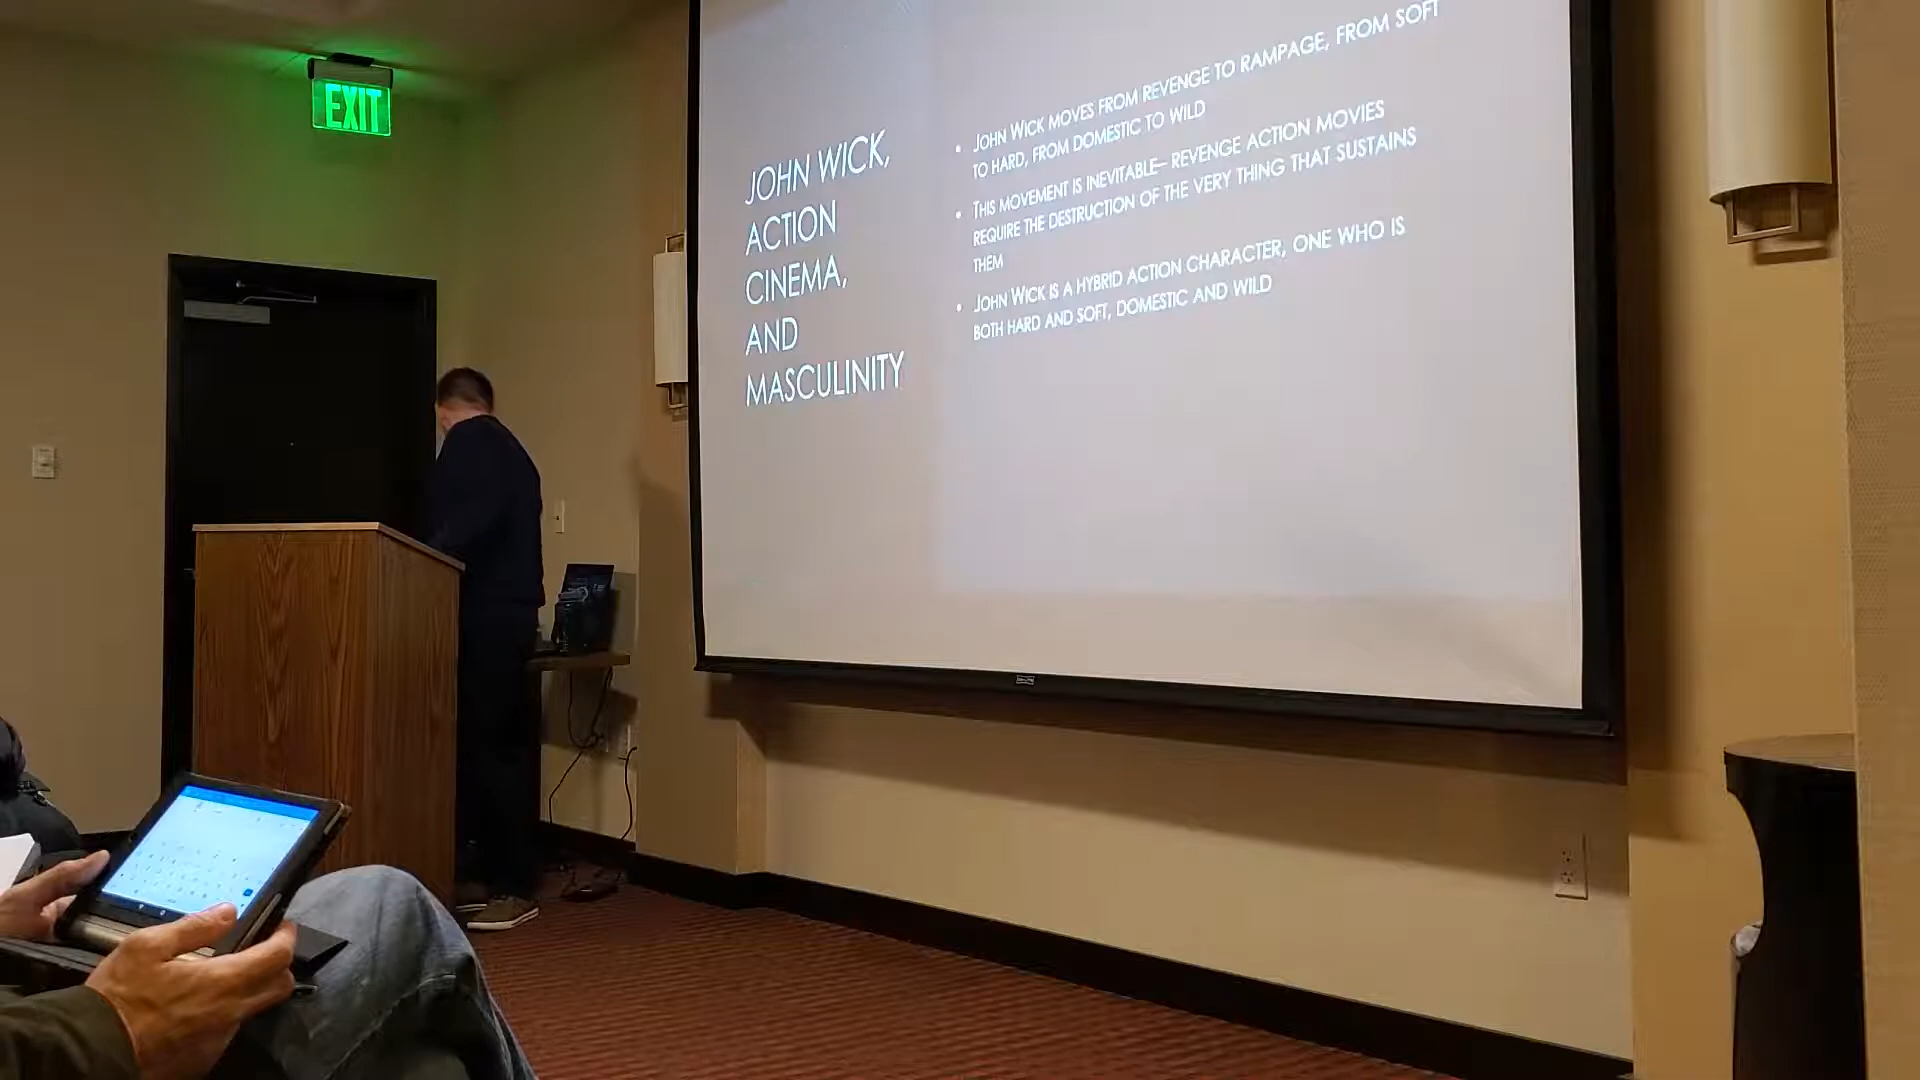 EXIT
JOHN WICK,
ACTION
CINEMA,
AND
MASCULINITY
• JOHN WICK MOVES FROM REVENGE TO RAMPAGE, FROM SOFT
TO HARD, FROM DOMESTIC TO WILD
• THIS MOVEMENT IS INEVITABLE– REVENGE ACTION MOVIES
REQUIRE THE DESTRUCTION OF THE VERY THING THAT SUSTAINS
THEM
• JOHN WICK IS A HYBRID ACTION CHARACTER, ONE WHO IS
BOTH HARD AND SOFT, DOMESTIC AND WILD